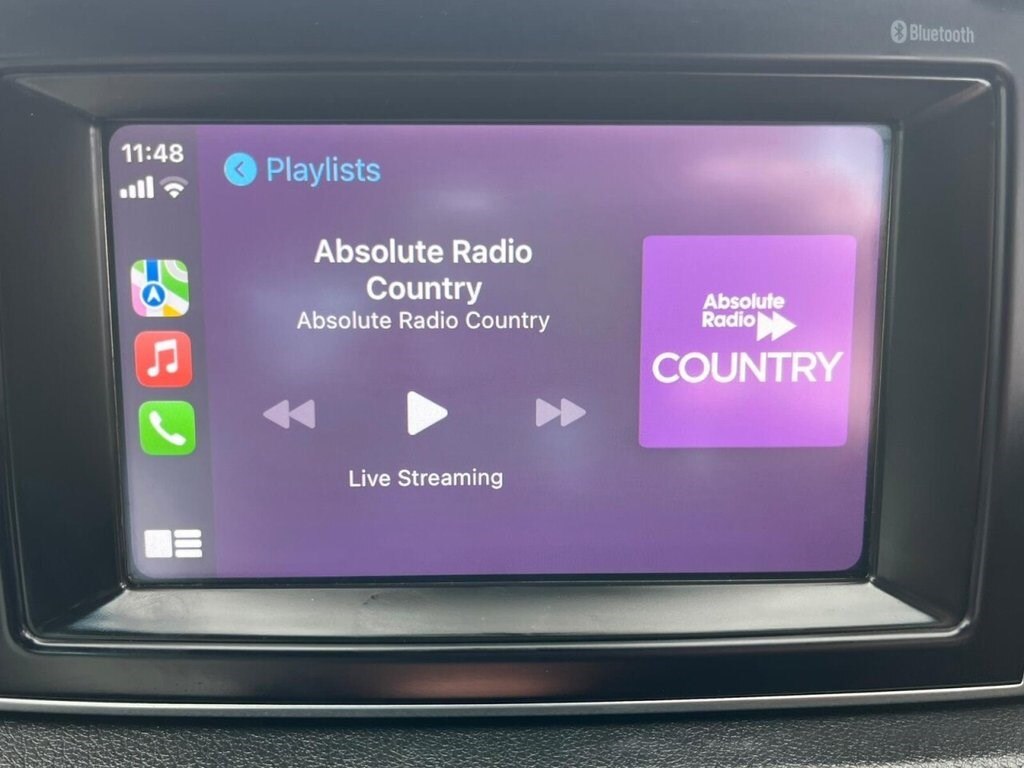 Bluetooth
11:48
Playlists
Absolute Radio
Country
Absolute Radio Country
Live Streaming
Absolute
Radio
COUNTRY